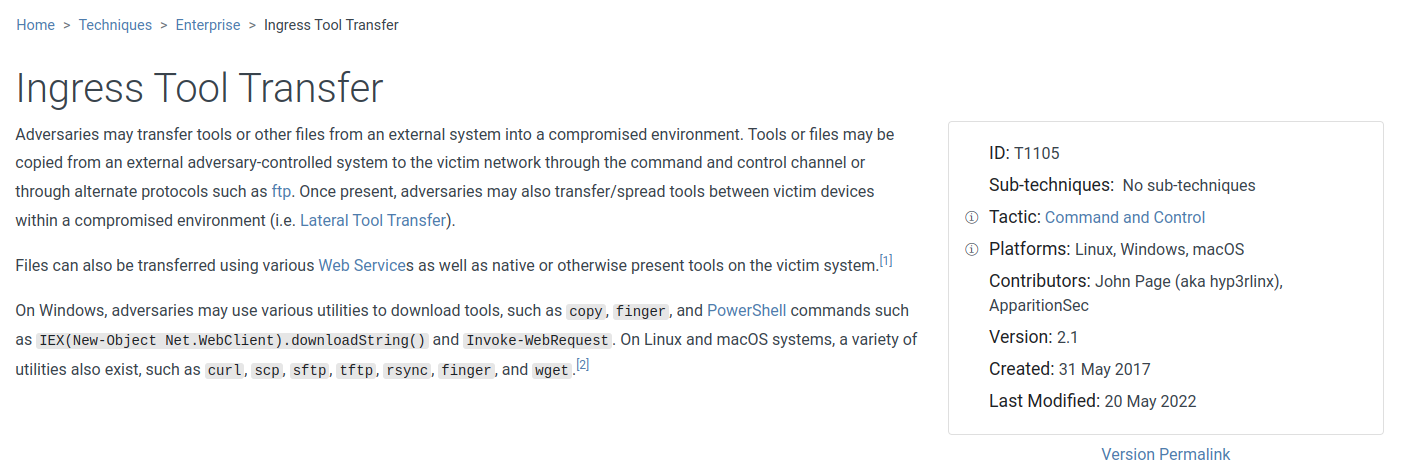 Home > Techniques > Enterprise > Ingress Tool Transfer
Ingress Tool Transfer
Adversaries may transfer tools or other files from an external system into a compromised environment. Tools or files may be
copied from an external adversary-controlled system to the victim network through the command and control channel or
through alternate protocols such as ftp. Once present, adversaries may also transfer/spread tools between victim devices
within a compromised environment (i.e. Lateral Tool Transfer).
Files can also be transferred using various Web Services as well as native or otherwise present tools on the victim system.[1]
On Windows, adversaries may use various utilities to download tools, such as copy, finger, and PowerShell commands such
as IEX(New-Object Net.WebClient).downloadString() and Invoke-WebRequest. On Linux and macOS systems, a variety of
utilities also exist, such as curl, scp, sftp, tftp, rsync, finger, and wget.[2]
ID: T1105
Sub-techniques: No sub-techniques
Tactic: Command and Control
Platforms: Linux, Windows, macOS
Contributors: John Page (aka hyp3rlinx),
ApparitionSec
Version: 2.1
Created: 31 May 2017
Last Modified: 20 May 2022
Version Permalink